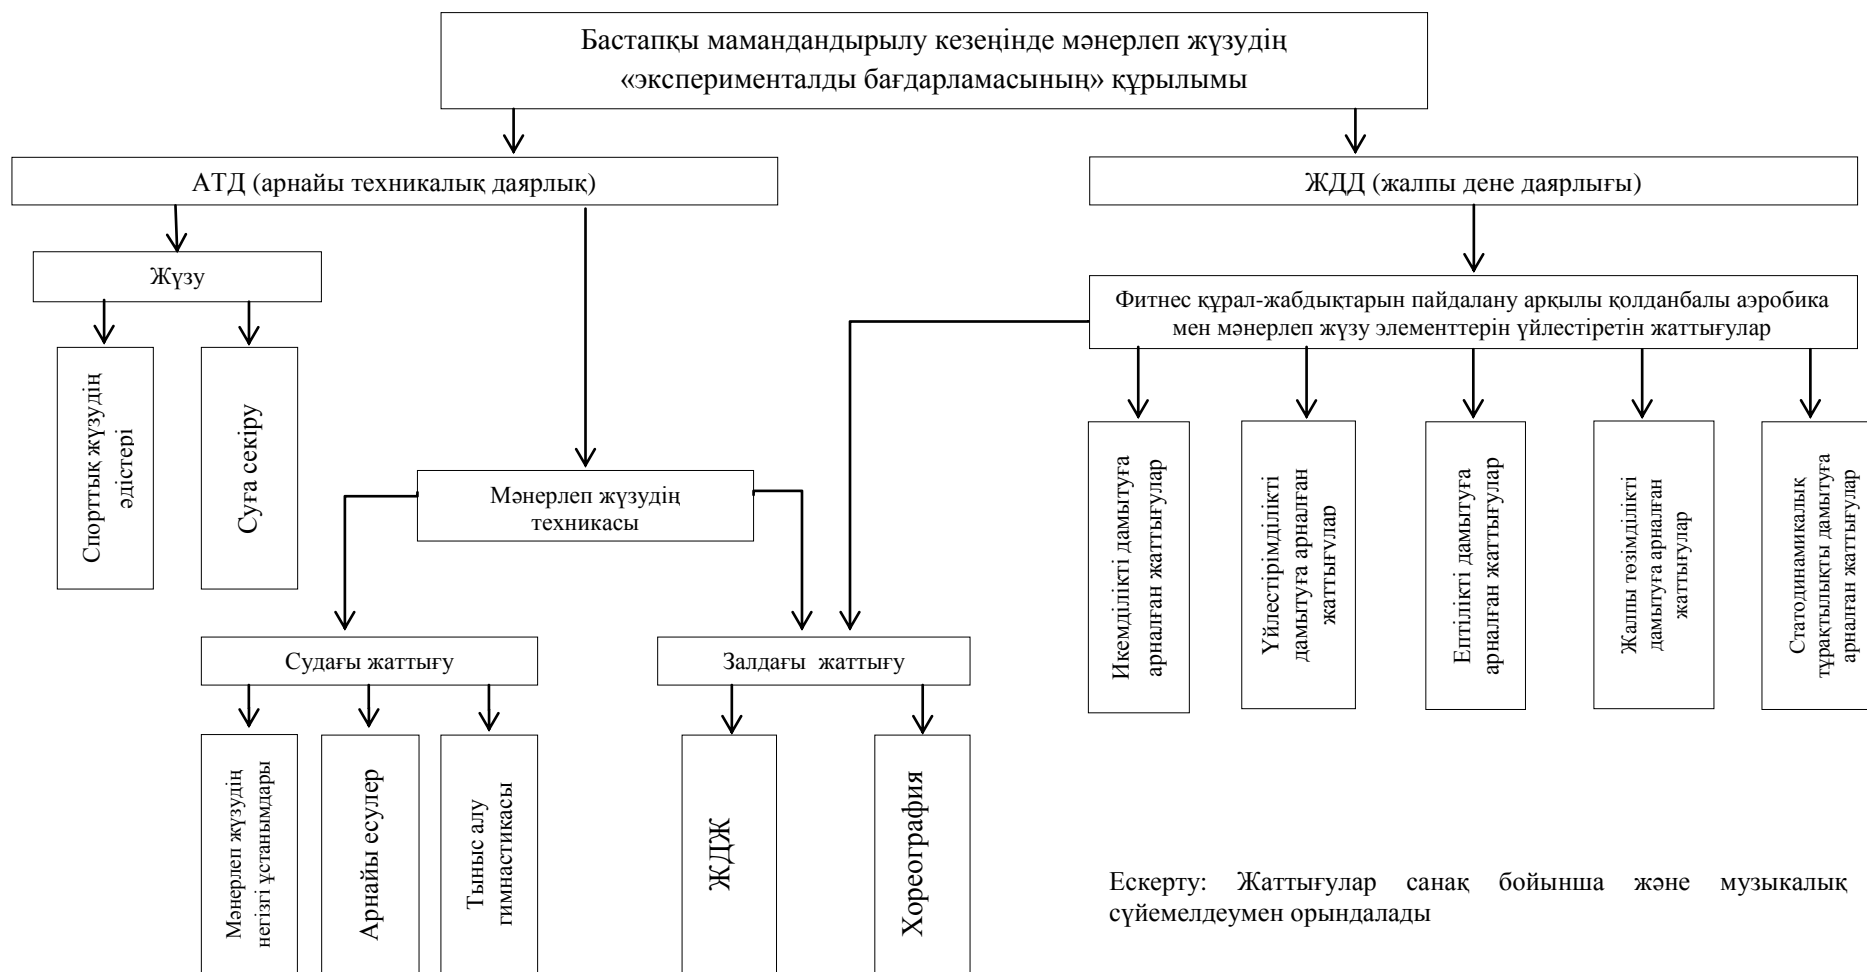 Бастапқы мамандандырылу кезеңінде мәнерлеп жүзудің
«эксперименталды бағдарламасының» құрылымы
АТД (арнайы техникалық даярлық)
ЖДД (жалпы дене даярлығы)
Жүзу
Фитнес құрал-жабдықтарын пайдалану арқылы қолданбалы аэробика
мен мәнерлеп жүзу элементтерін үйлестіретін жаттығулар
Спорттық жүзудің
әдістері
Суға секіру
Мәнерлеп жүзудің
техникасы
Икемділікті дамытуға
арналған жаттығулар
Үйлестірімділікті
дамытуға арналған
жаттығулар
Ептілікті дамытуға
арналған жаттығулар
Жалпы төзімділікті
дамытуға арналған
жаттығулар
Статодинамикалық
тұрақтылықты дамытуға
арналған жаттығулар
Судағы жаттығу
Залдағы жаттығу
Мәнерлеп жүзудің
негізгі ұстанымдары
Арнайы есулер
Тыныс алу
гимнастикасы
ЖДЖ
Хореография
Ескерту: Жаттығулар санақ бойынша және музыкалық
сүйемелдеумен орындалады